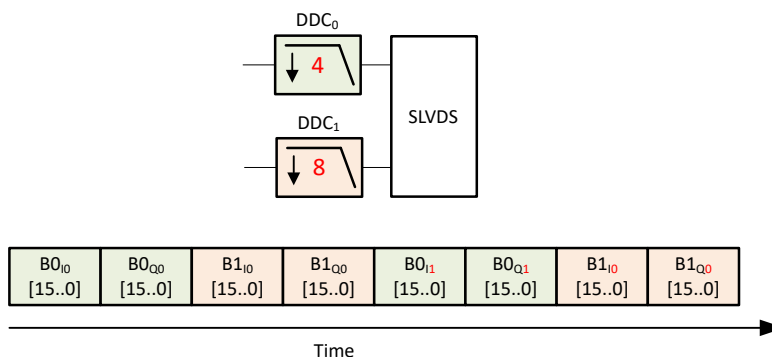 DDC₀
4
SLVDS
DDC₁
8
B0I0 B0Q0 B1I0 B1Q0 B0I1 B0Q1 B1I0 B1Q0
[15..0] [15..0] [15..0] [15..0] [15..0] [15..0] [15..0] [15..0]
Time